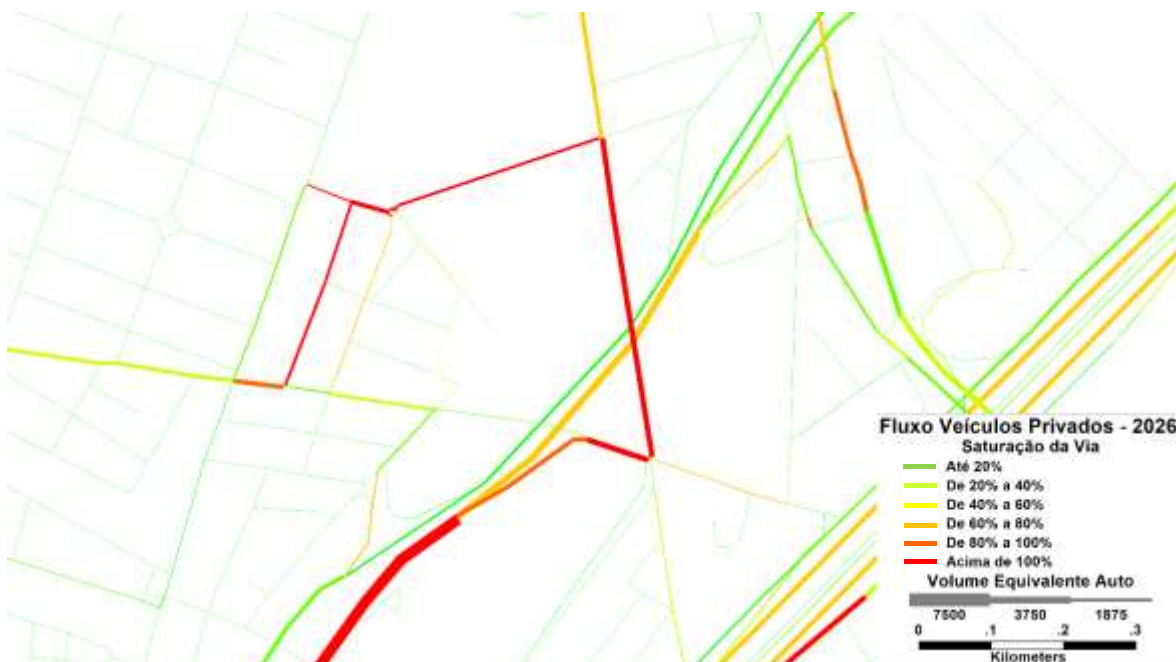 Fluxo Veículos Privados - 2026
Saturação da Via
Até 20%
De 20% a 40%
De 40% a 60%
De 60% a 80%
De 80% a 100%
Acima de 100%
Volume Equivalente Auto
7500 3750 1875
0 .1 .2 .3
Kilometers